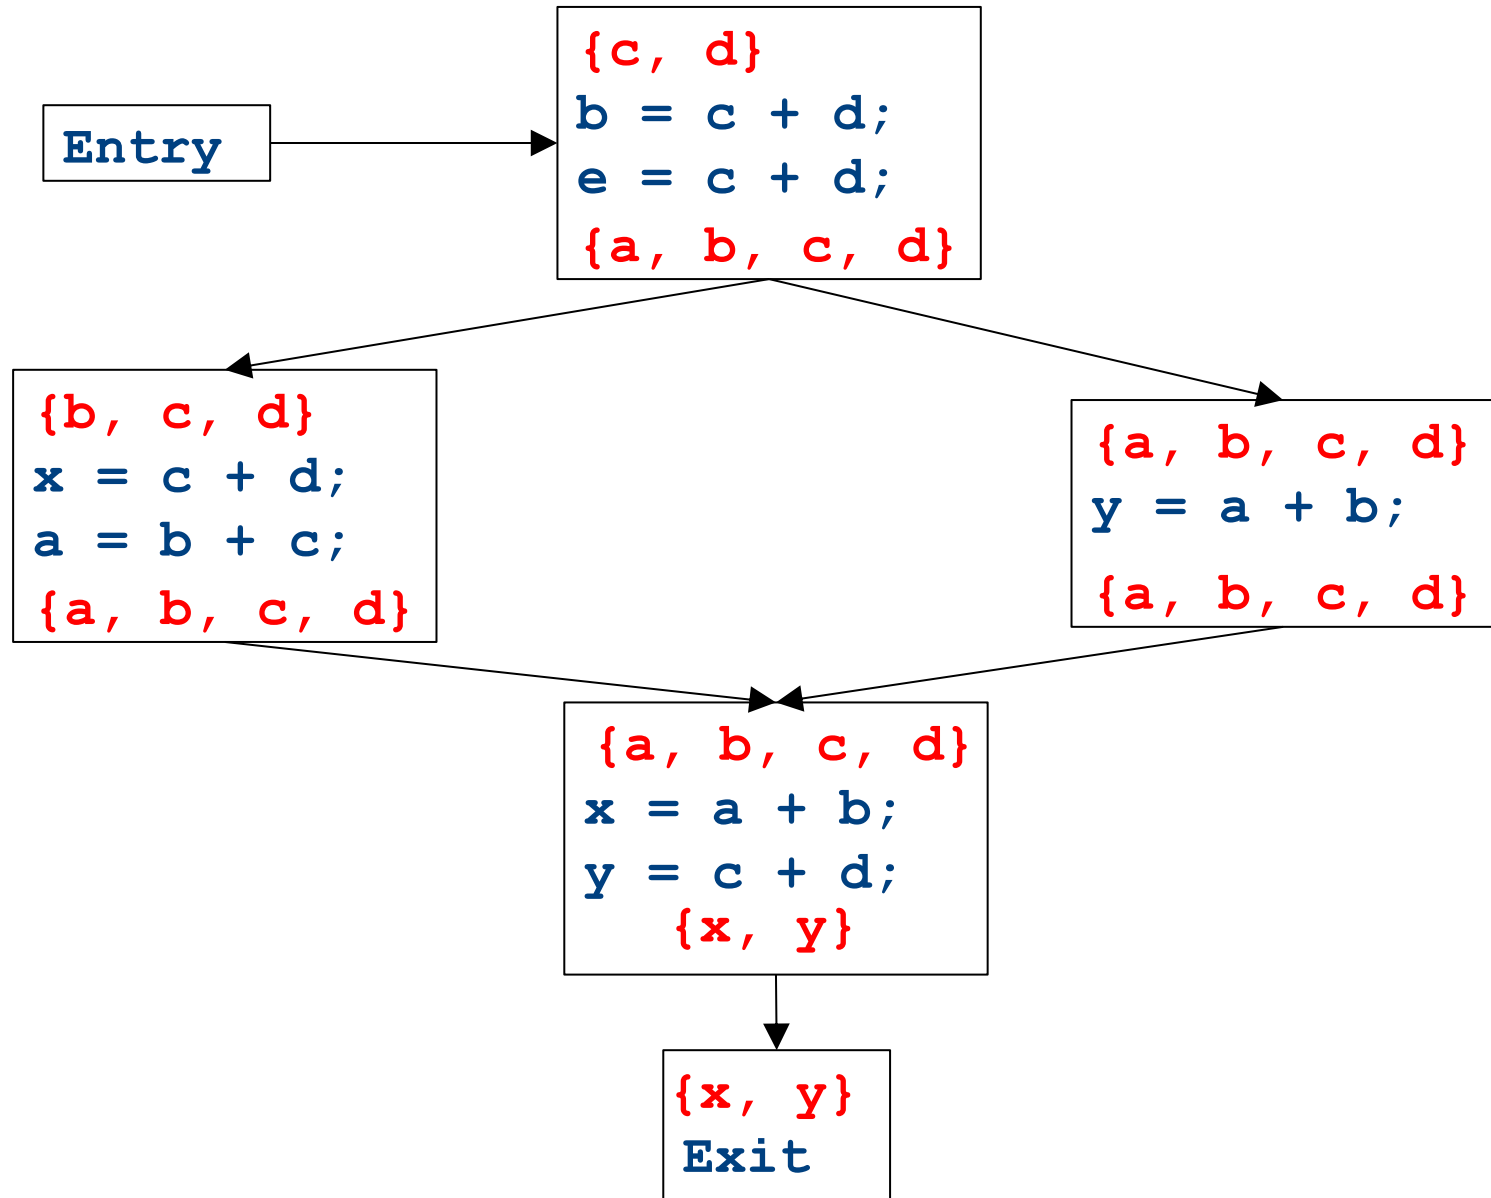 {c, d}
Entry
b = c + d;
e = c + d;
{a, b, c, d}
{b, c, d}
x = c + d;
a = b + c;
{a, b, c, d}
{a, b, c, d}
y = a + b;
{a, b, c, d}
{a, b, c, d}
x = a + b;
y = c + d;
{x, y}
{x, y}
Exit